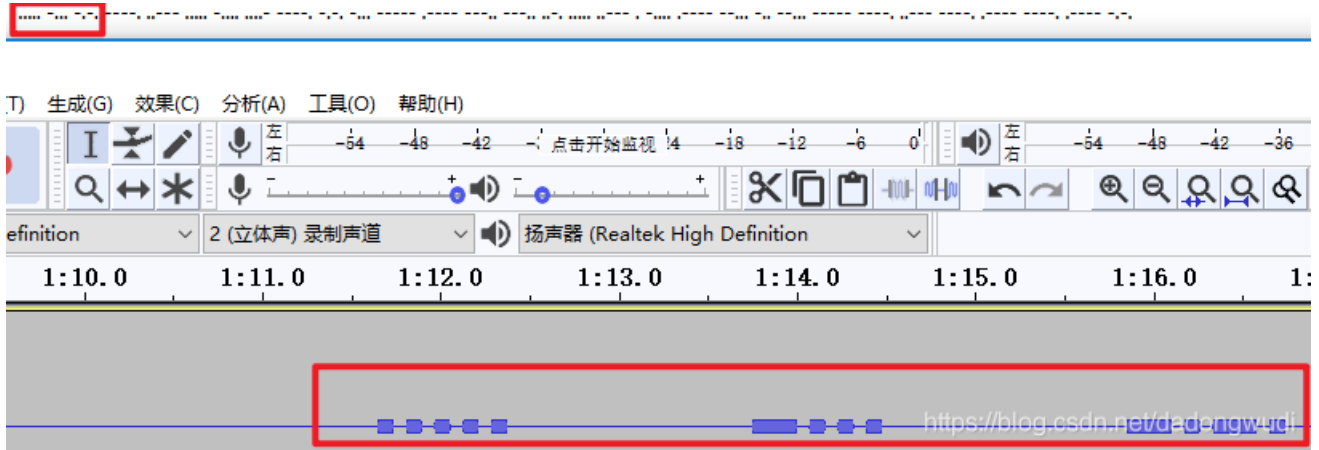 ..... -... -.-. ----. ..--- ..... -.... ....- ----. -.-. -... ----- .---- ---.. ---.. ..-. ..... ..--- . -.... .---- --... -.. --... ----- ----. ..--- ----. .---- ----. .---- -.-.
(T) 生成(G) 效果(C) 分析(A) 工具(O) 帮助(H)
左 右 -54 -48 -42 点击开始监视 -18 -12 -6 0 左 右 -54 -48 -42 -36
- + - +
efinition 2 (立体声) 录制声道 扬声器 (Realtek High Definition
1:10.0 1:11.0 1:12.0 1:13.0 1:14.0 1:15.0 1:16.0 1:
https://blog.csdn.net/dadongwudi